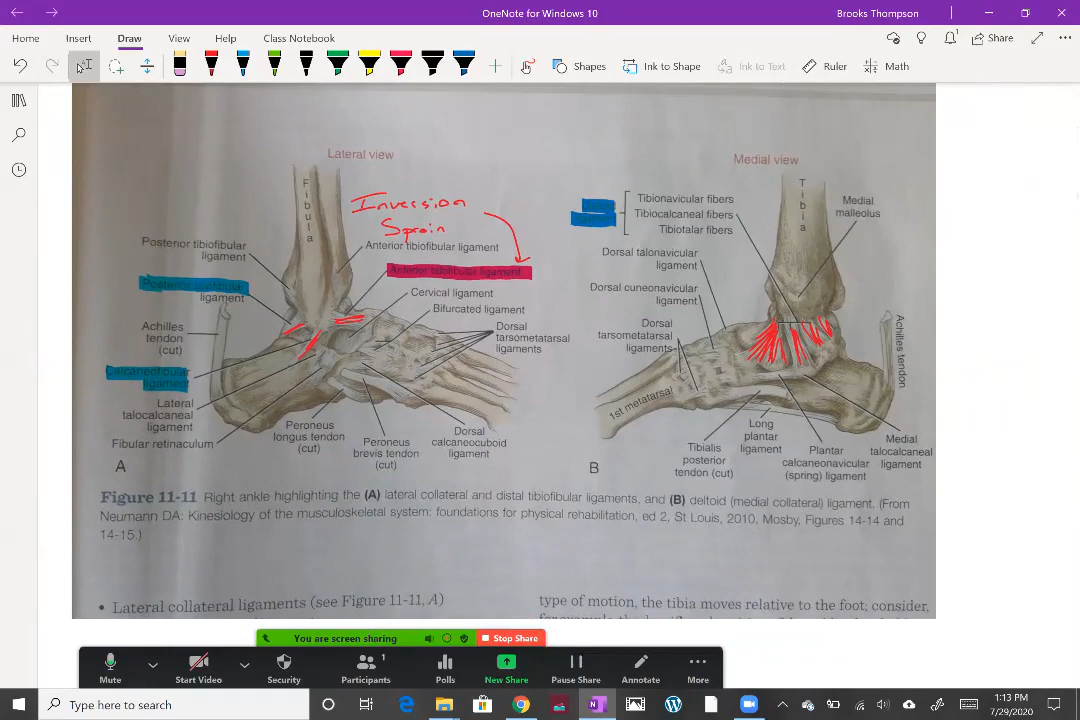 OneNote for Windows 10
Brooks Thompson
Home
Insert
Draw
View
Help
Class Notebook
Share
Shapes
Ink to Shape
Ink to Text
Ruler
Math
Lateral view
Fibula
Inversion
Sprain
Posterior tibiofibular
ligament
Anterior tibiofibular ligament
Anterior talofibular ligament
Posterior talofibular
ligament
Cervical ligament
Bifurcated ligament
Achilles
tendon
(cut)
Dorsal
tarsometatarsal
ligaments
Calcaneofibular
ligament
Lateral
talocalcaneal
ligament
Fibular retinaculum
Peroneus
longus tendon
(cut)
Peroneus
brevis tendon
(cut)
Dorsal
calcaneocuboid
ligament
A
Medial view
Tibia
Tibionavicular fibers
Tibiocalcaneal fibers
Tibiotalar fibers
Medial
malleolus
Dorsal talonavicular
ligament
Dorsal cuneonavicular
ligament
Dorsal
tarsometatarsal
ligaments
Achilles tendon
1st metatarsal
Tibialis
posterior
tendon (cut)
Long
plantar
ligament
Plantar
calcaneonavicular
(spring) ligament
Medial
talocalcaneal
ligament
B
Figure 11-11 Right ankle highlighting the (A) lateral collateral and distal tibiofibular ligaments, and (B) deltoid (medial collateral) ligament. (From
Neumann DA: Kinesiology of the musculoskeletal system: foundations for physical rehabilitation, ed 2, St Louis, 2010, Mosby, Figures 14-14 and
14-15.)
• Lateral collateral ligaments (see Figure 11-11, A)
type of motion, the tibia moves relative to the foot; consider,
You are screen sharing
Stop Share
Mute
Start Video
Security
Participants
1
Polls
New Share
Pause Share
Annotate
More
Type here to search
1:13 PM
7/29/2020